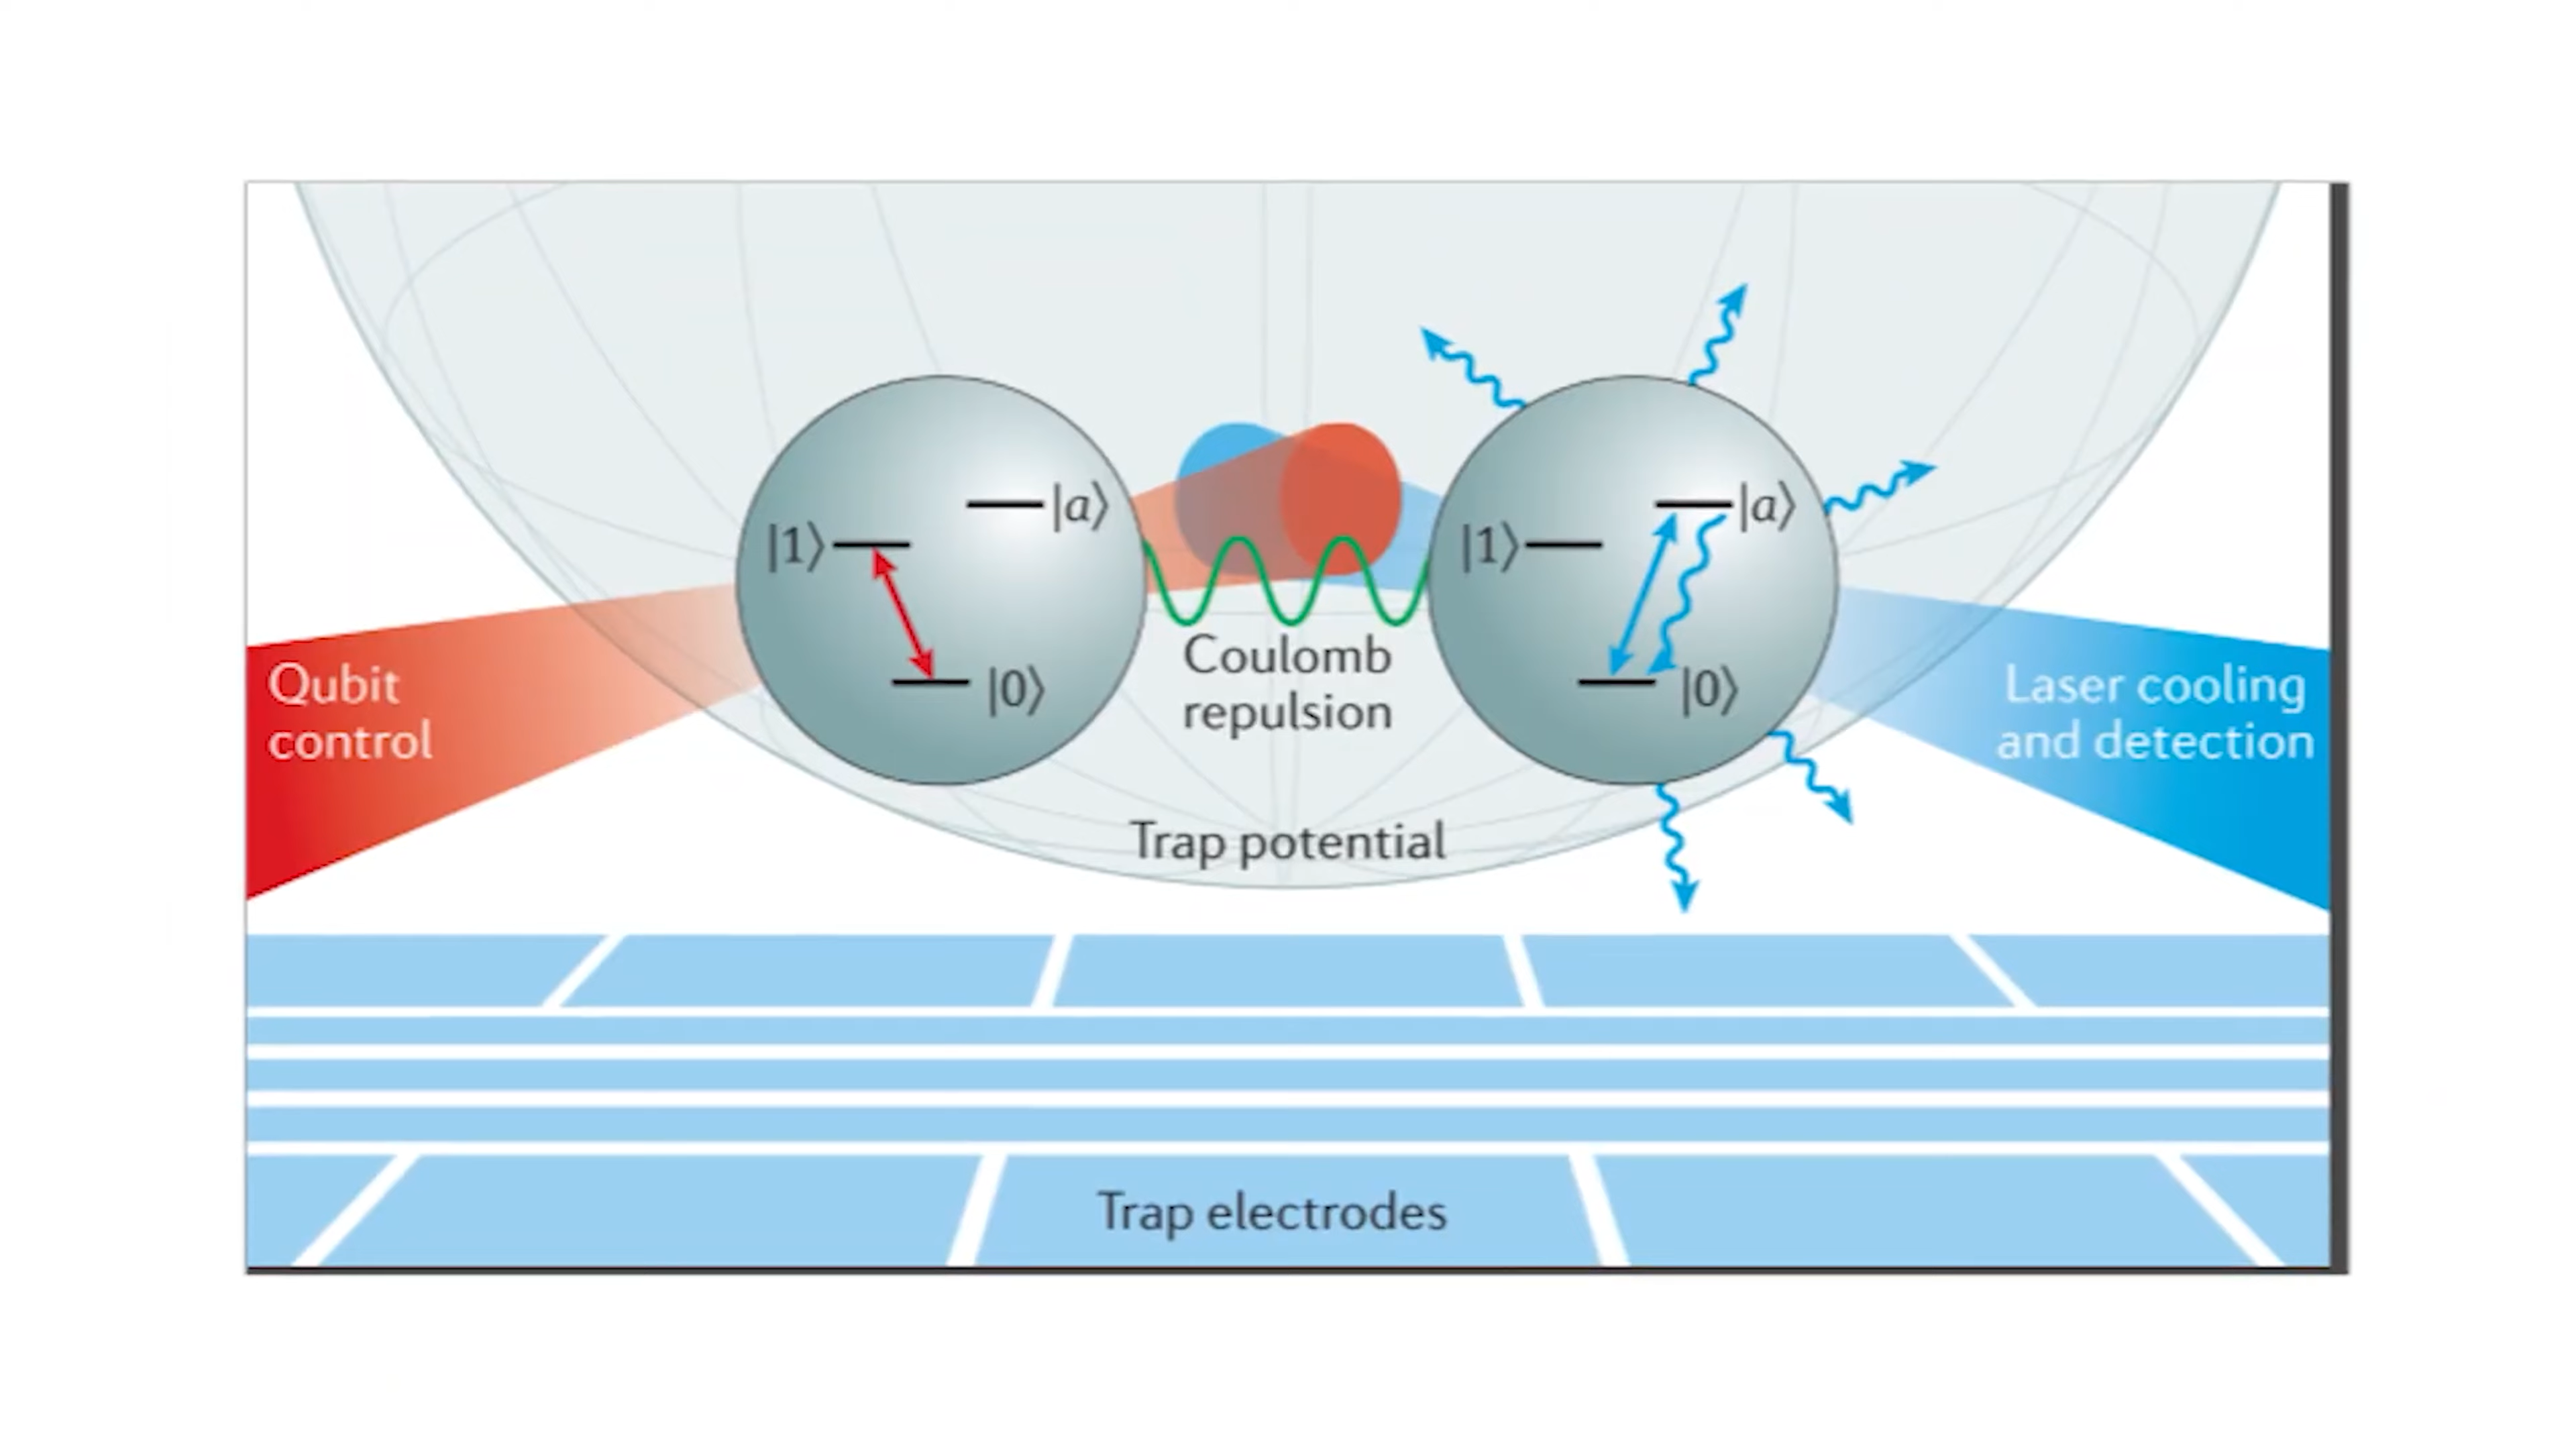 |a⟩
|1⟩
|0⟩
|a⟩
|1⟩
|0⟩
Qubit
control
Coulomb
repulsion
Laser cooling
and detection
Trap potential
Trap electrodes